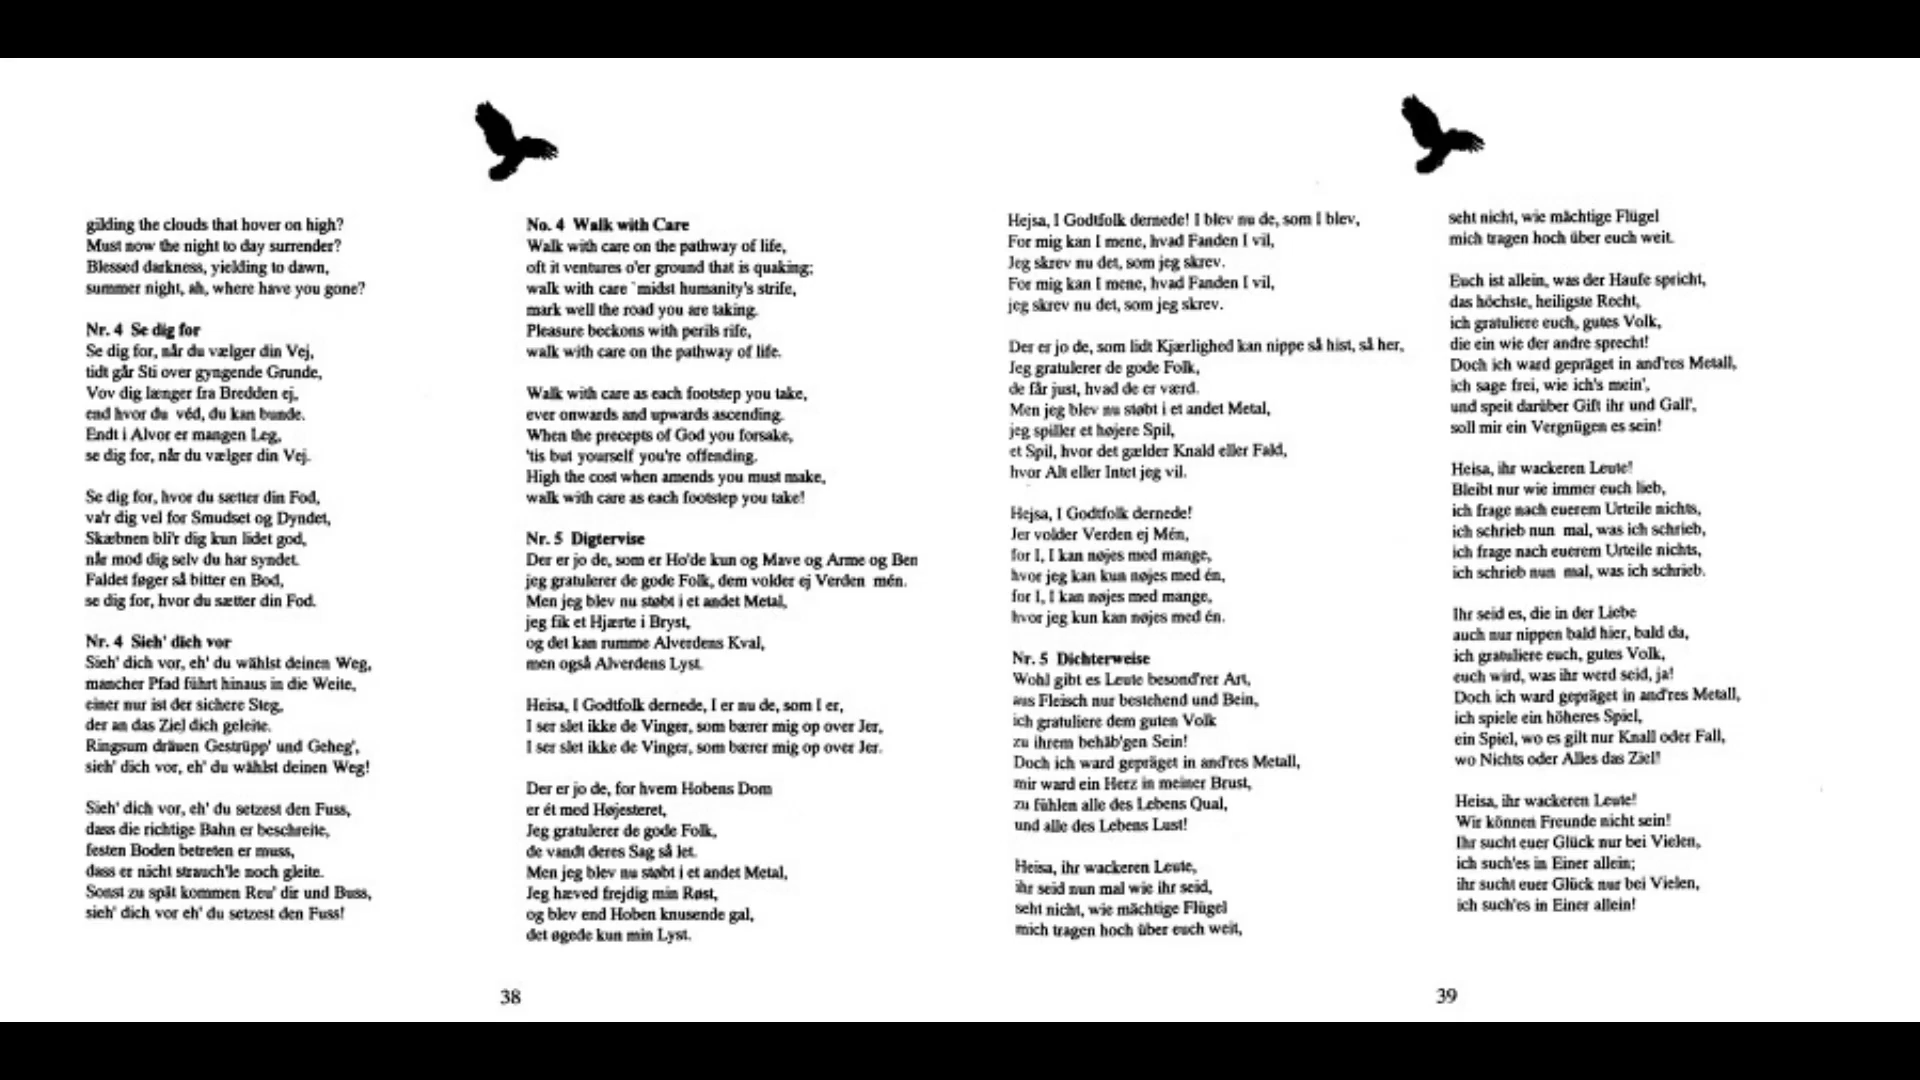 gilding the clouds that hover on high?
Must now the night to day surrender?
Blessed darkness, yielding to dawn,
summer night, ah, where have you gone?
Nr. 4 Se dig for
Se dig for, når du vælger din Vej,
tidt går Sti over gyngende Grunde,
Vov dig længer fra Bredden ej,
end hvor du véd, du kan bunde.
Endt i Alvor er mangen Leg,
se dig for, når du vælger din Vej.
Se dig for, hvor du sætter din Fod,
va'r dig vel for Smudset og Dyndet,
Skæbnen bli'r dig kun lidet god,
når mod dig selv du har syndet.
Faldet føger så bitter en Bod,
se dig for, hvor du sætter din Fod.
Nr. 4 Sieh' dich vor
Sieh' dich vor, eh' du wählst deinen Weg,
mancher Pfad führt hinaus in die Weite,
einer nur ist der sichere Steg,
der an das Ziel dich geleite.
Ringsum dräuen Gestrüpp' und Geheg',
sieh' dich vor, eh' du wählst deinen Weg!
Sieh' dich vor, eh' du setzest den Fuss,
dass die richtige Bahn er beschreite,
festen Boden betreten er muss,
dass er nicht strauch'le noch gleite.
Sonst zu spät kommen Reu' dir und Buss,
sieh' dich vor eh' du setzest den Fuss!
No. 4 Walk with Care
Walk with care on the pathway of life,
oft it ventures o'er ground that is quaking;
walk with care `midst humanity's strife,
mark well the road you are taking.
Pleasure beckons with perils rife,
walk with care on the pathway of life.
Walk with care as each footstep you take,
ever onwards and upwards ascending.
When the precepts of God you forsake,
'tis but yourself you're offending.
High the cost when amends you must make,
walk with care as each footstep you take!
Nr. 5 Digtervise
Der er jo de, som er Ho'de kun og Mave og Arme og Ben
jeg gratulerer de gode Folk, dem volder ej Verden mén.
Men jeg blev nu støbt i et andet Metal,
jeg fik et Hjærte i Bryst,
og det kan rumme Alverdens Kval,
men også Alverdens Lyst.
Heisa, I Godtfolk dernede, I er nu de, som I er,
I ser slet ikke de Vinger, som bærer mig op over Jer,
I ser slet ikke de Vinger, som bærer mig op over Jer.
Der er jo de, for hvem Hobens Dom
er ét med Højesteret,
Jeg gratulerer de gode Folk,
de vandt deres Sag så let.
Men jeg blev nu støbt i et andet Metal,
Jeg hæved frejdig min Røst,
og blev end Hoben knusende gal,
det øgede kun min Lyst.
38
Hejsa, I Godtfolk dernede! I blev nu de, som I blev,
For mig kan I mene, hvad Fanden I vil,
Jeg skrev nu det, som jeg skrev.
For mig kan I mene, hvad Fanden I vil,
jeg skrev nu det, som jeg skrev.
Der er jo de, som lidt Kjærlighed kan nippe så hist, så her,
Jeg gratulerer de gode Folk,
de får just, hvad de er værd.
Men jeg blev nu støbt i et andet Metal,
jeg spiller et højere Spil,
et Spil, hvor det gælder Knald eller Fald,
hvor Alt eller Intet jeg vil.
Hejsa, I Godtfolk dernede!
Jer volder Verden ej Mén,
for I, I kan nøjes med mange,
hvor jeg kan kun nøjes med én,
for I, I kan nøjes med mange,
hvor jeg kun kan nøjes med én.
Nr. 5 Dichterweise
Wohl gibt es Leute besond'rer Art,
aus Fleisch nur bestehend und Bein,
ich gratuliere dem guten Volk
zu ihrem behäb'gen Sein!
Doch ich ward gepräget in and'res Metall,
mir ward ein Herz in meiner Brust,
zu fühlen alle des Lebens Qual,
und alle des Lebens Lust!
Heisa, ihr wackeren Leute,
ihr seid nun mal wie ihr seid,
seht nicht, wie mächtige Flügel
mich tragen hoch über euch weit,
seht nicht, wie mächtige Flügel
mich tragen hoch über euch weit.
Euch ist allein, was der Haufe spricht,
das höchste, heiligste Recht,
ich gratuliere euch, gutes Volk,
die ein wie der andre sprecht!
Doch ich ward gepräget in and'res Metall,
ich sage frei, wie ich's mein',
und speit darüber Gift ihr und Gall',
soll mir ein Vergnügen es sein!
Heisa, ihr wackeren Leute!
Bleibt nur wie immer euch lieb,
ich frage nach euerem Urteile nichts,
ich schrieb nun mal, was ich schrieb,
ich frage nach euerem Urteile nichts,
ich schrieb nun mal, was ich schrieb.
Ihr seid es, die in der Liebe
auch nur nippen bald hier, bald da,
ich gratuliere euch, gutes Volk,
euch wird, was ihr werd seid, ja!
Doch ich ward gepräget in and'res Metall,
ich spiele ein höheres Spiel,
ein Spiel, wo es gilt nur Knall oder Fall,
wo Nichts oder Alles das Ziel!
Heisa, ihr wackeren Leute!
Wir können Freunde nicht sein!
Ihr sucht euer Glück nur bei Vielen,
ich such'es in Einer allein;
ihr sucht euer Glück nur bei Vielen,
ich such'es in Einer allein!
39